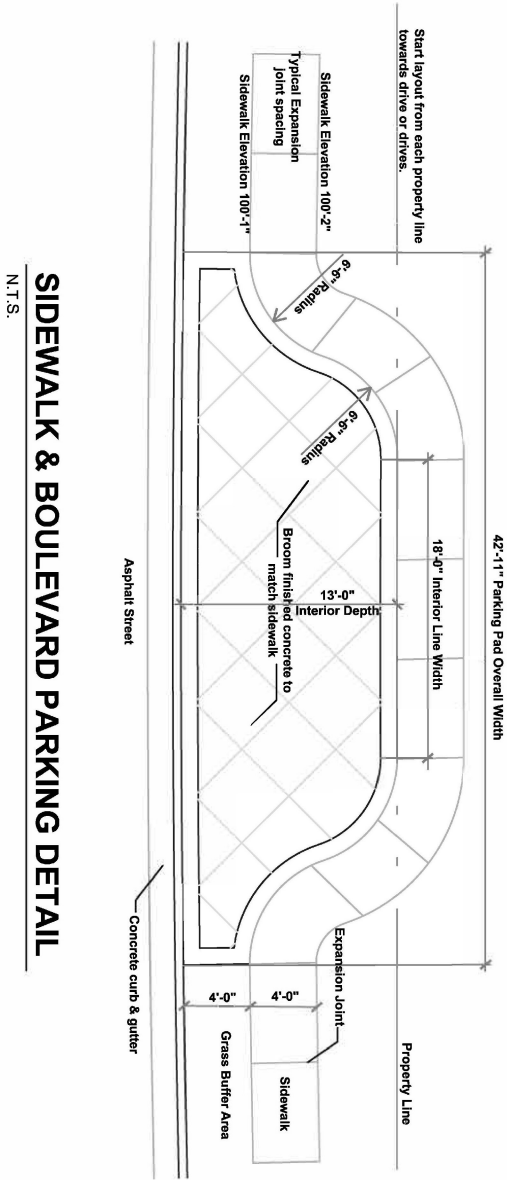 42'-11" Parking Pad Overall Width
Start layout from each property line
towards drive or drives.
Property Line
18'-0" Interior Line Width
Sidewalk Elevation 100'-2"
Typical Expansion
joint spacing
Sidewalk Elevation 100'-1"
6'-6" Radius
6'-6" Radius
Broom finished concrete to
match sidewalk
13'-0"
Interior Depth
Expansion Joint
Sidewalk
4'-0"
4'-0"
Grass Buffer Area
Asphalt Street
Concrete curb & gutter
SIDEWALK & BOULEVARD PARKING DETAIL
N.T.S.